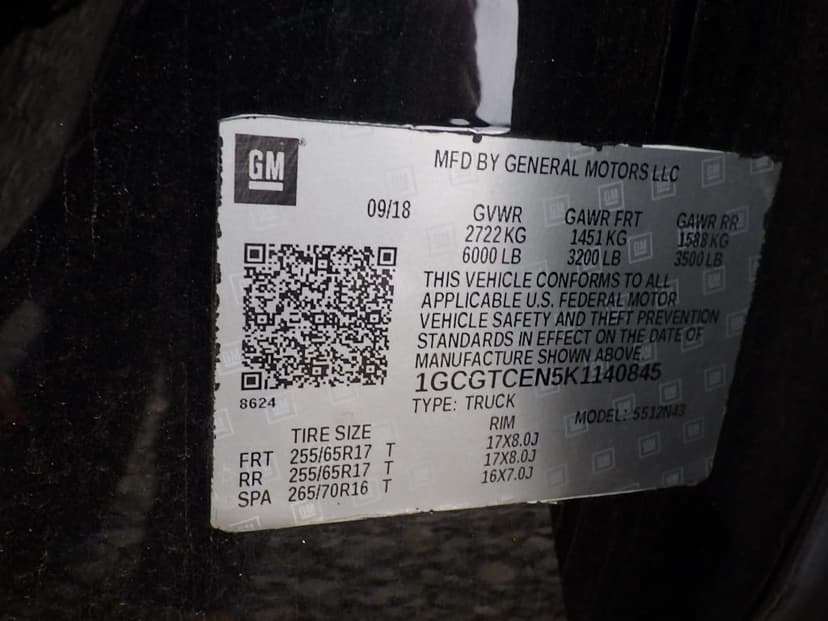 GM
MFD BY GENERAL MOTORS LLC
09/18
GVWR GAWR FRT GAWR RR
2722 KG 1451 KG 1588 KG
6000 LB 3200 LB 3500 LB
THIS VEHICLE CONFORMS TO ALL
APPLICABLE U.S. FEDERAL MOTOR
VEHICLE SAFETY AND THEFT PREVENTION
STANDARDS IN EFFECT ON THE DATE OF
MANUFACTURE SHOWN ABOVE.
1GCGTCEN5K1140845
8624
TYPE: TRUCK MODEL: 5512N43
TIRE SIZE RIM
FRT 255/65R17 T 17X8.0J
RR 255/65R17 T 17X8.0J
SPA 265/70R16 T 16X7.0J